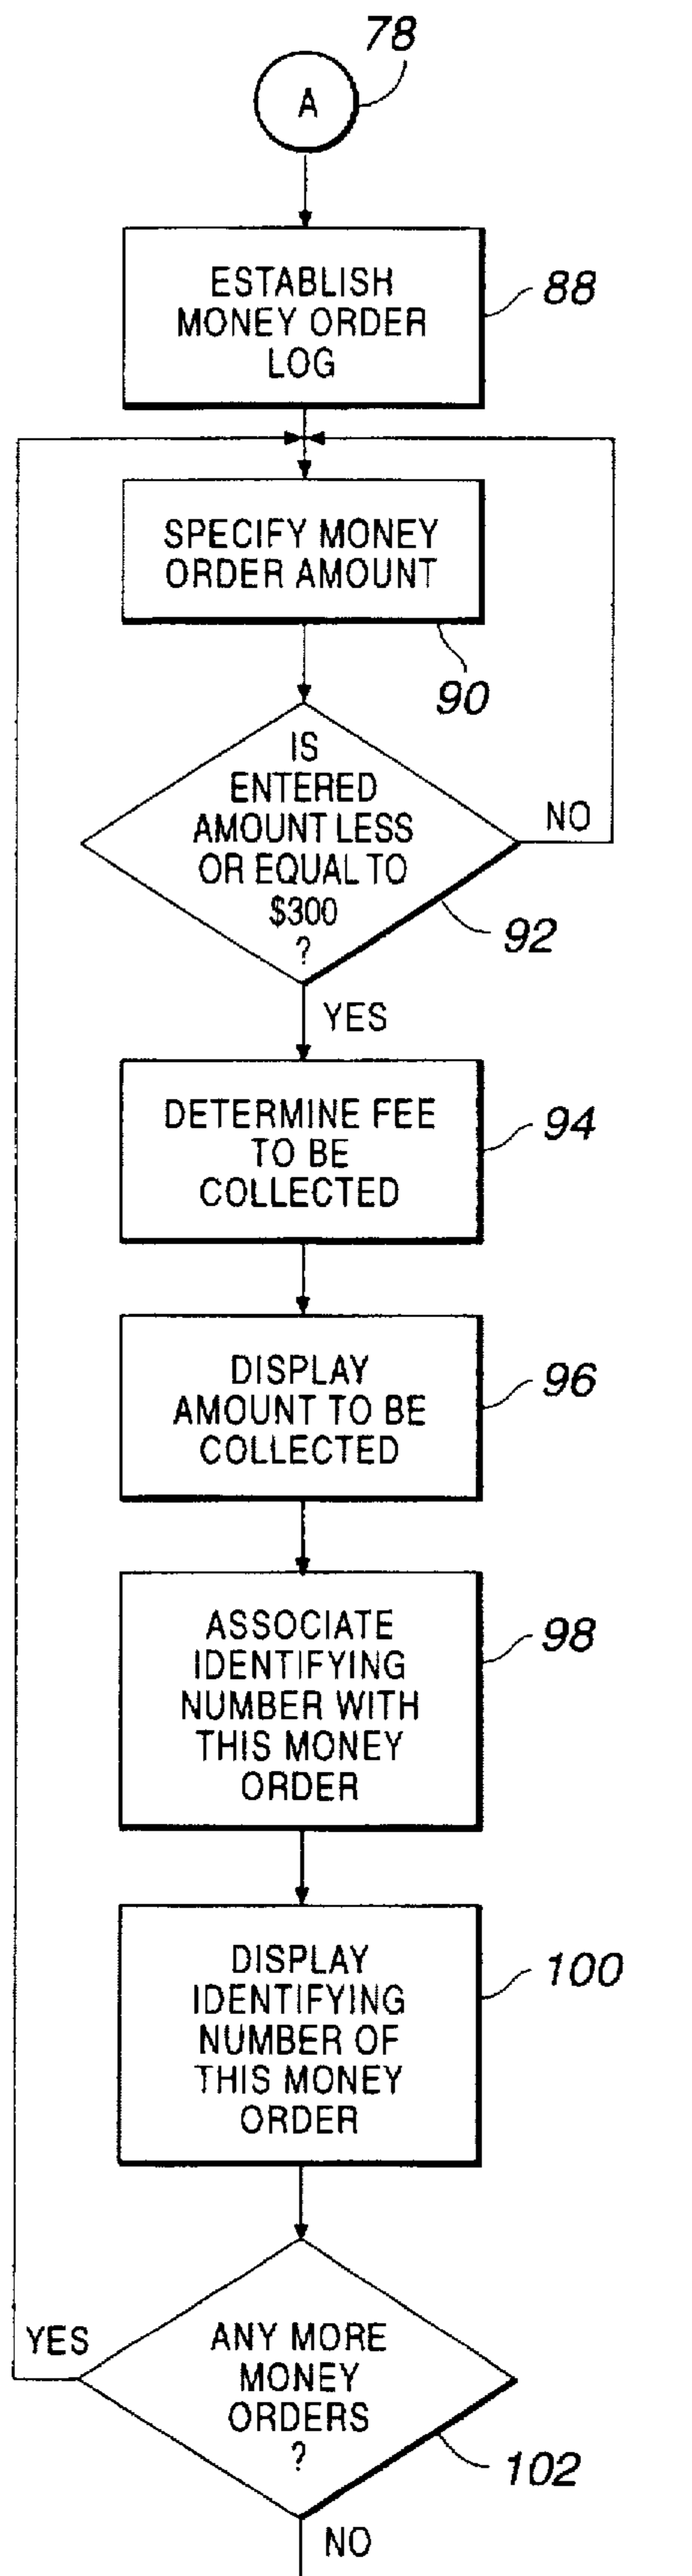 78
A
ESTABLISH
MONEY ORDER
LOG
88
SPECIFY MONEY
ORDER AMOUNT
90
IS
ENTERED
AMOUNT LESS
OR EQUAL TO
$300
?
NO
92
YES
DETERMINE FEE
TO BE
COLLECTED
94
DISPLAY
AMOUNT TO BE
COLLECTED
96
ASSOCIATE
IDENTIFYING
NUMBER WITH
THIS MONEY
ORDER
98
DISPLAY
IDENTIFYING
NUMBER OF
THIS MONEY
ORDER
100
YES
ANY MORE
MONEY
ORDERS
?
102
NO